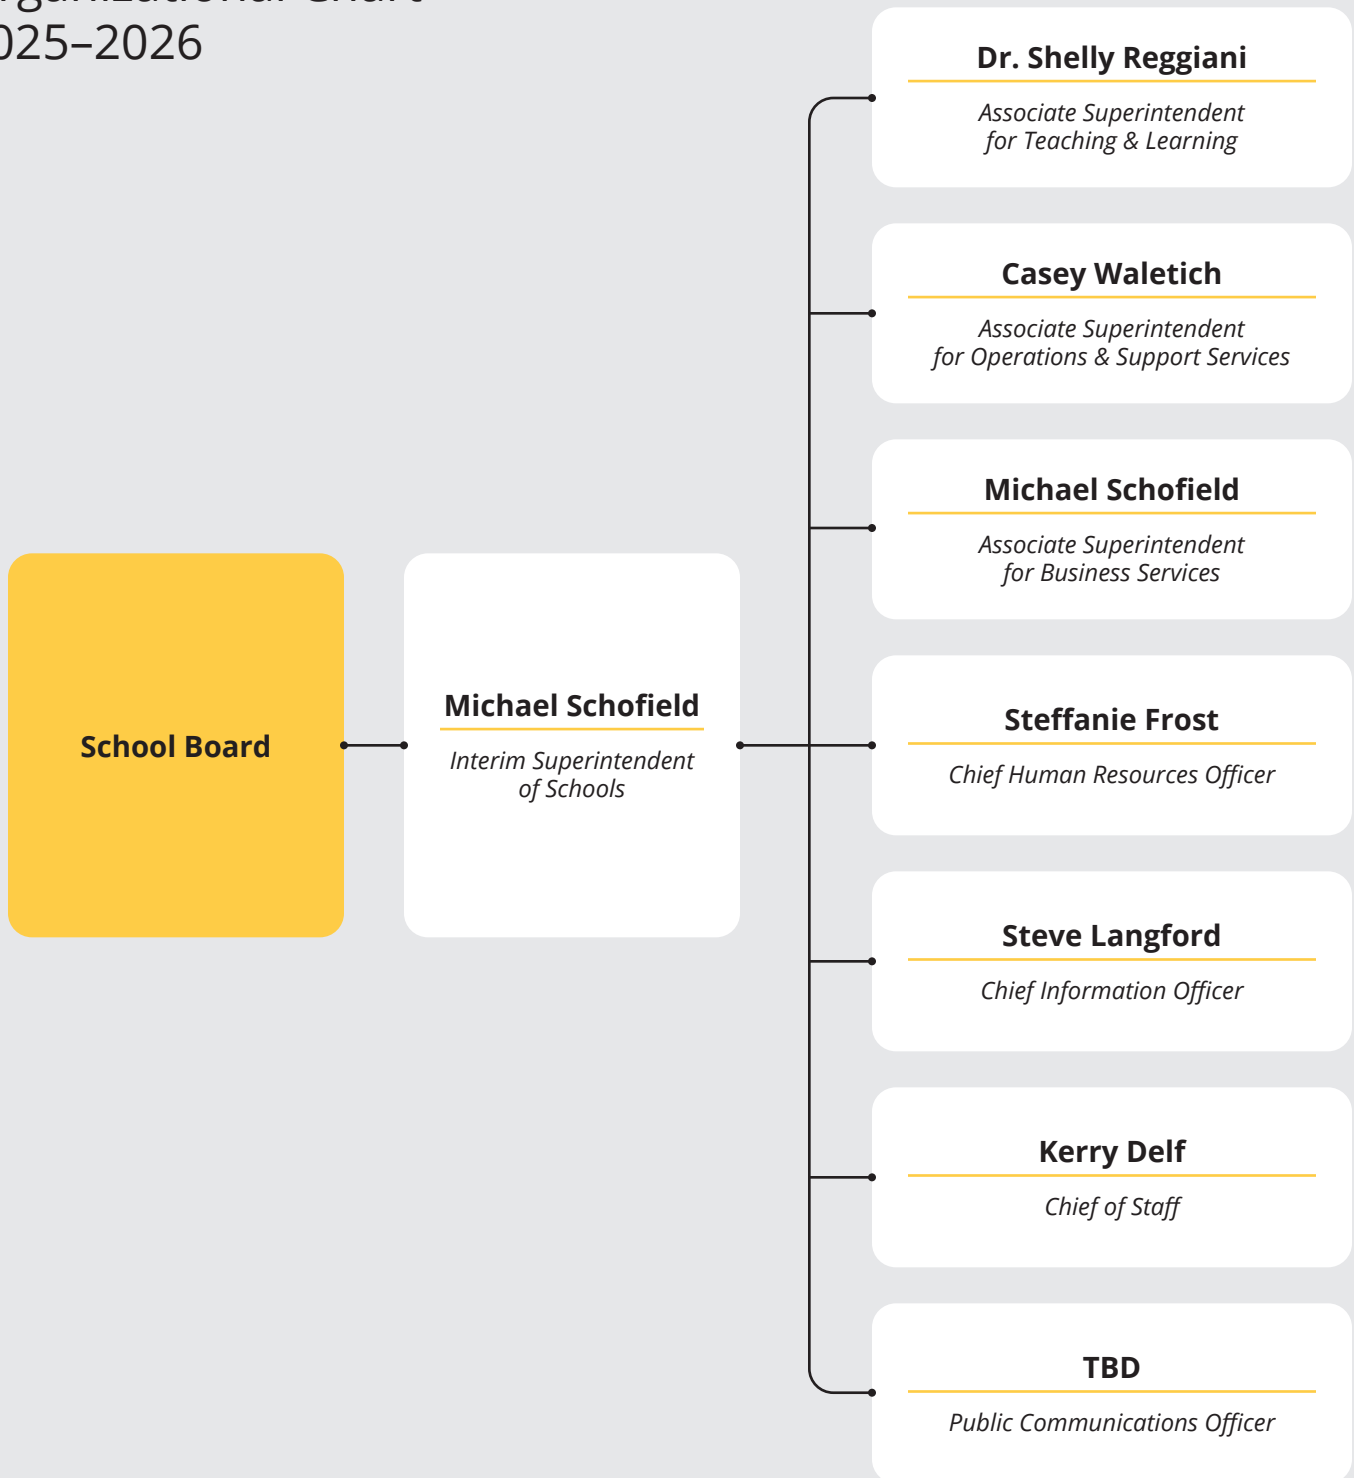 2025–2026
Dr. Shelly Reggiani
Associate Superintendent
for Teaching & Learning
Casey Waletich
Associate Superintendent
for Operations & Support Services
Michael Schofield
Associate Superintendent
for Business Services
School Board
Michael Schofield
Interim Superintendent
of Schools
Steffanie Frost
Chief Human Resources Officer
Steve Langford
Chief Information Officer
Kerry Delf
Chief of Staff
TBD
Public Communications Officer